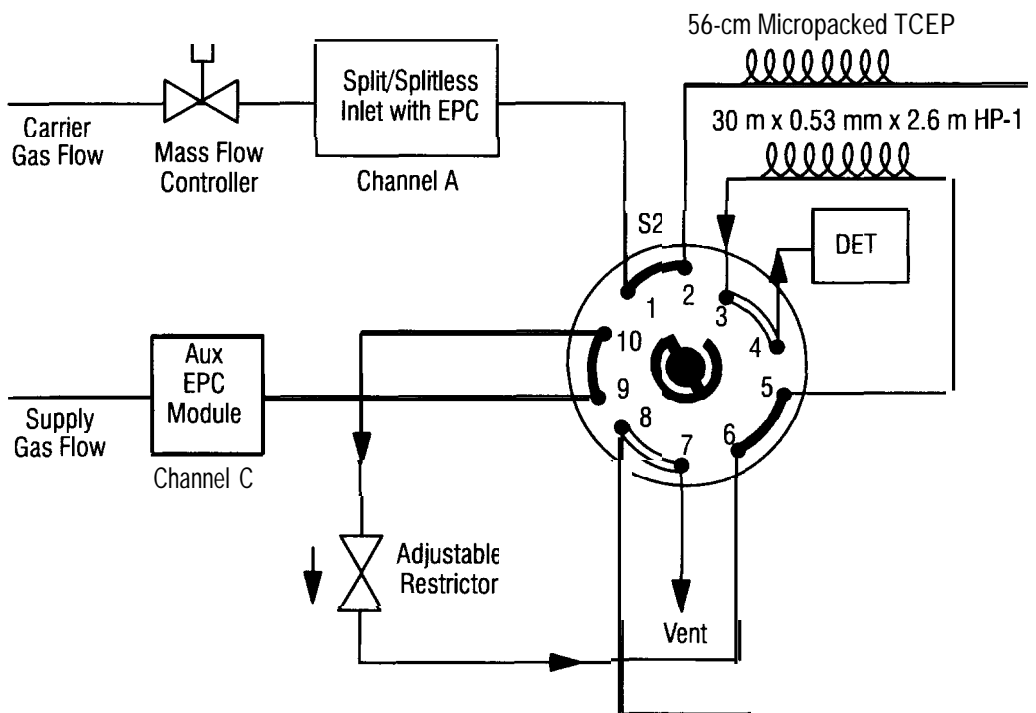 56-cm Micropacked TCEP
Split/Splitless
Inlet with EPC
Carrier
Gas Flow
Mass Flow
Controller
Channel A
30 m x 0.53 mm x 2.6 m HP-1
S2
DET
1
2
3
4
5
6
7
8
9
10
Aux
EPC
Module
Supply
Gas Flow
Channel C
Adjustable
Restrictor
Vent